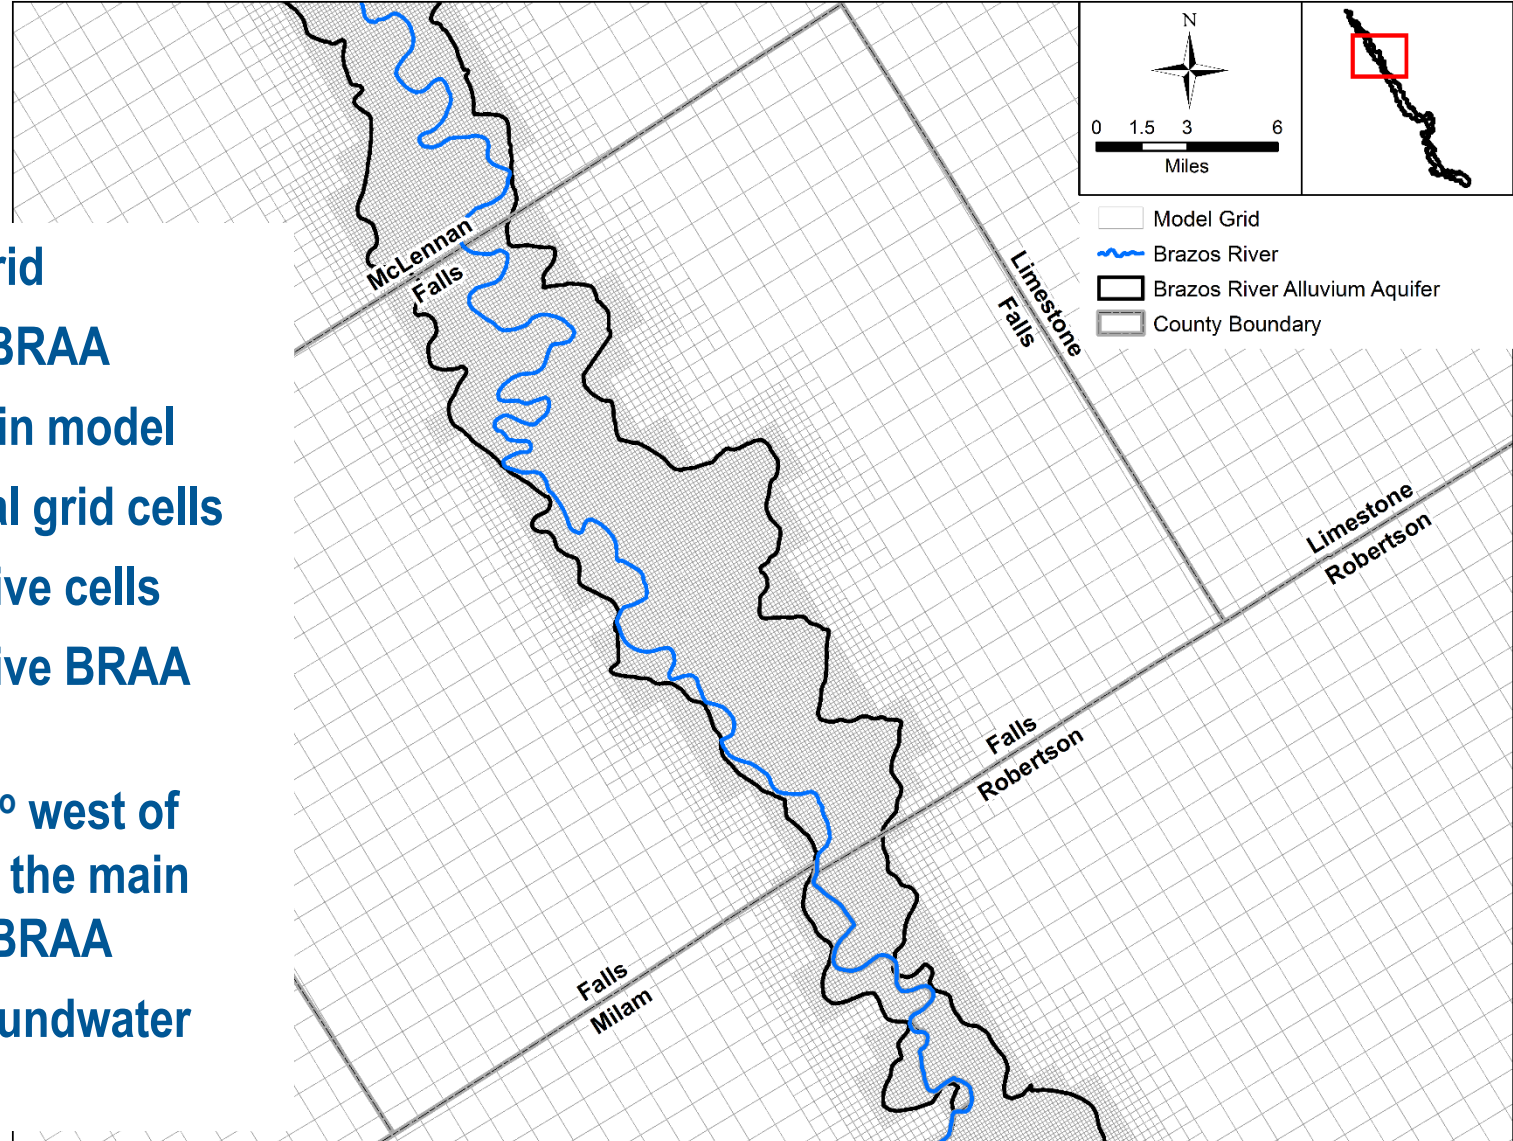 rid
BRAA
in model
al grid cells
ive cells
ive BRAA
º west of
the main
BRAA
undwater
N
0 1.5 3 6
Miles
Model Grid
Brazos River
Brazos River Alluvium Aquifer
County Boundary
McLennan
Falls
Limestone
Falls
Limestone
Robertson
Falls
Robertson
Falls
Milam